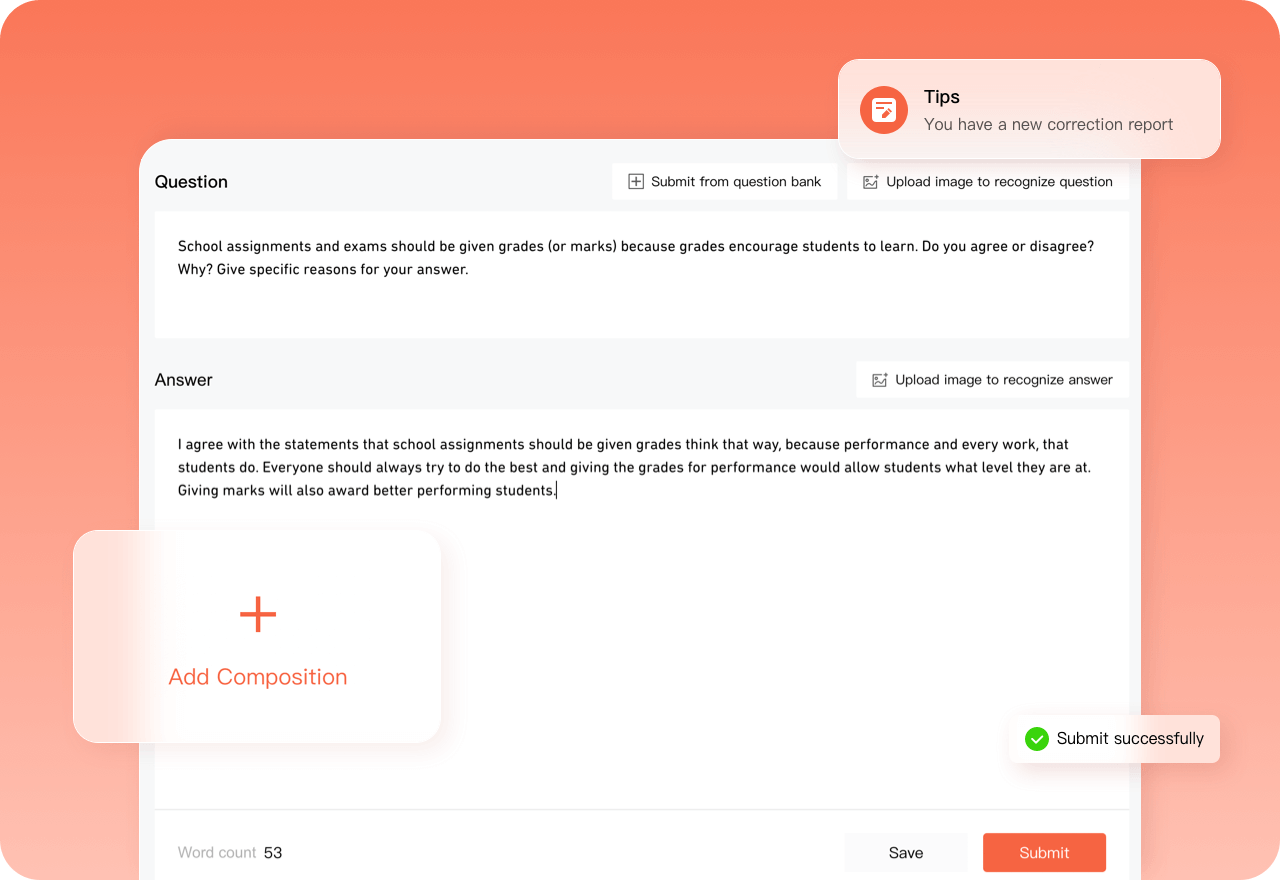 Tips
You have a new correction report
Question
Submit from question bank
Upload image to recognize question
School assignments and exams should be given grades (or marks) because grades encourage students to learn. Do you agree or disagree?
Why? Give specific reasons for your answer.
Answer
Upload image to recognize answer
I agree with the statements that school assignments should be given grades think that way, because performance and every work, that
students do. Everyone should always try to do the best and giving the grades for performance would allow students what level they are at.
Giving marks will also award better performing students.
Add Composition
Submit successfully
Word count 53
Save
Submit